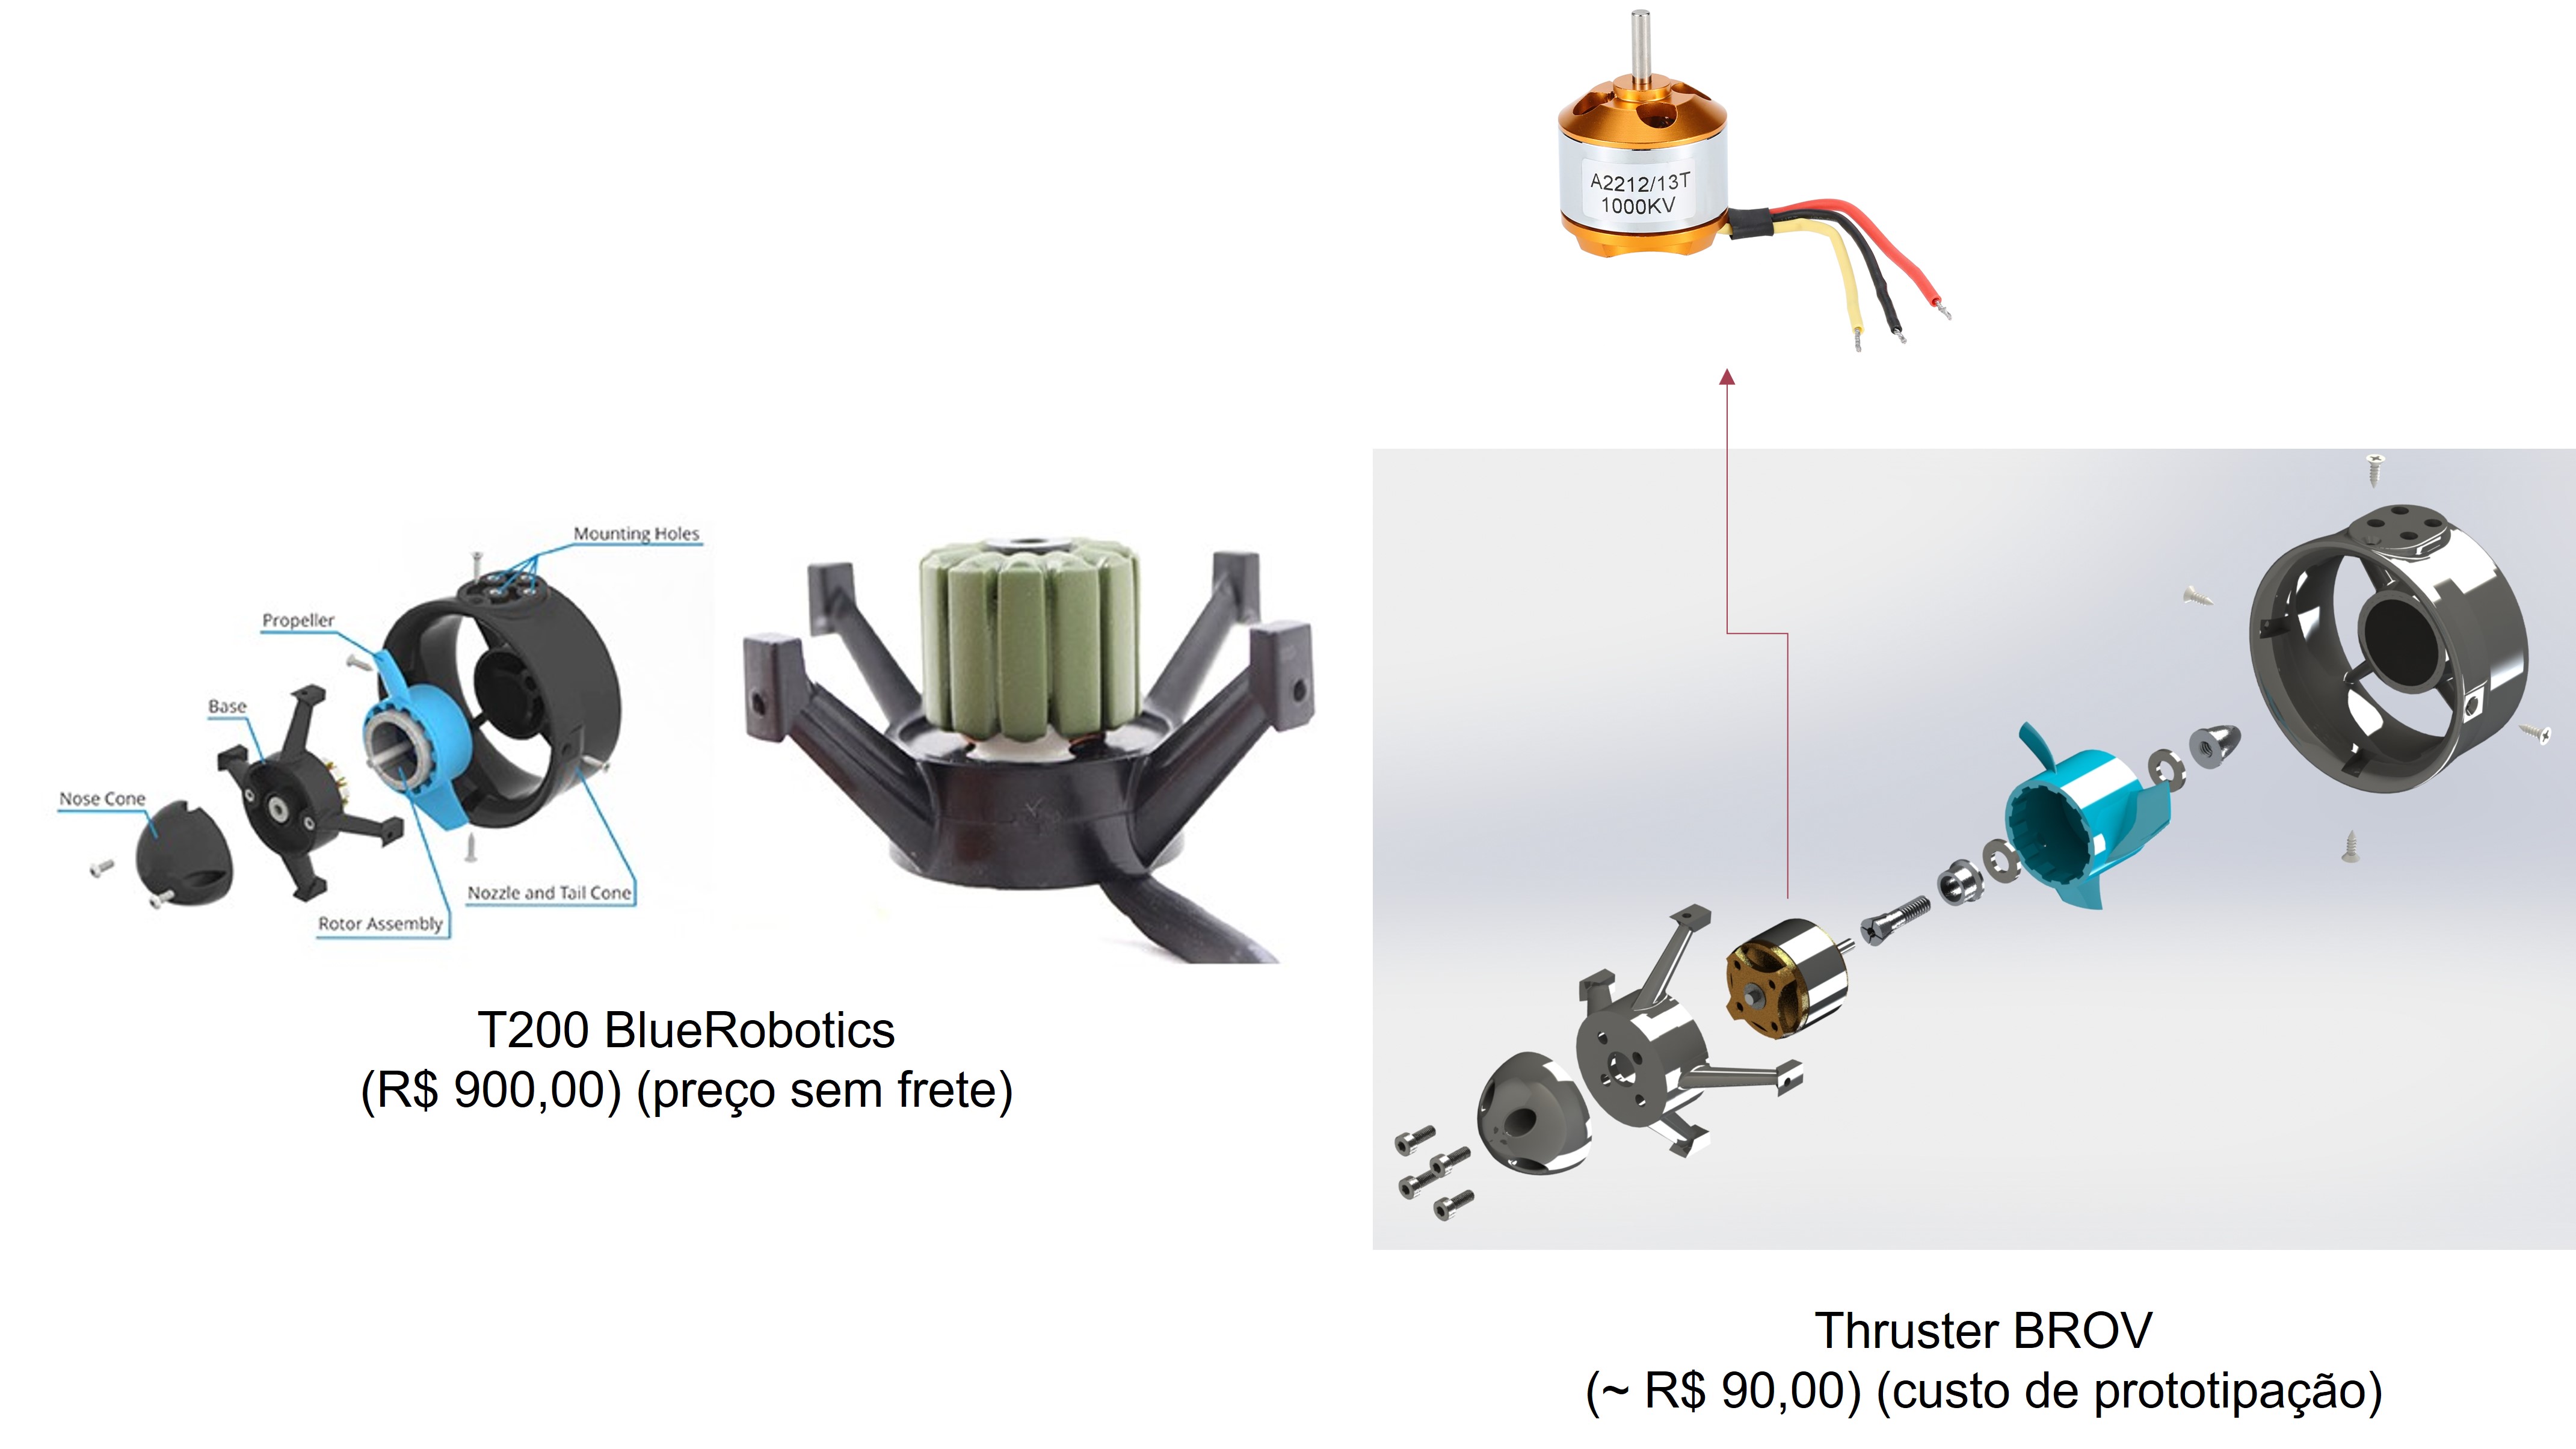 A2212/13T
1000KV
Mounting Holes
Propeller
Base
Nose Cone
Nozzle and Tail Cone
Rotor Assembly
T200 BlueRobotics
(R$ 900,00) (preço sem frete)
Thruster BROV
(~ R$ 90,00) (custo de prototipação)